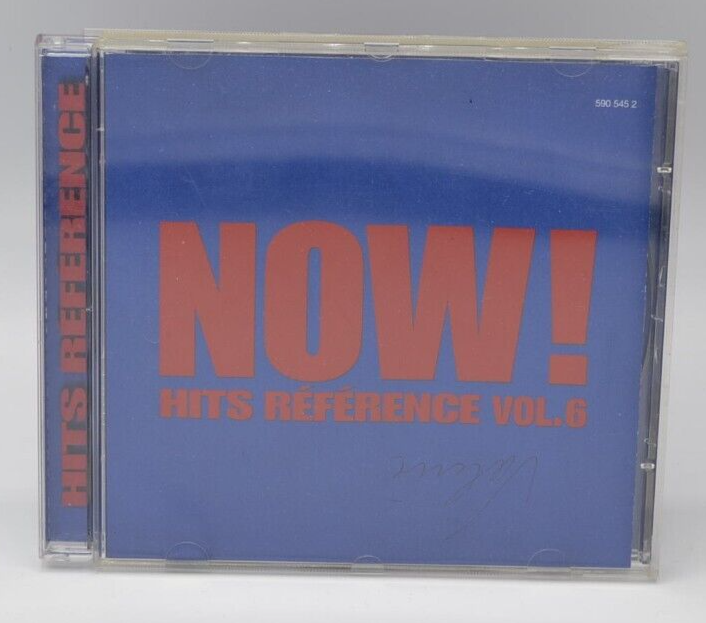 HITS RÉFÉRENCE
590 545 2
NOW!
HITS RÉFÉRENCE VOL.6